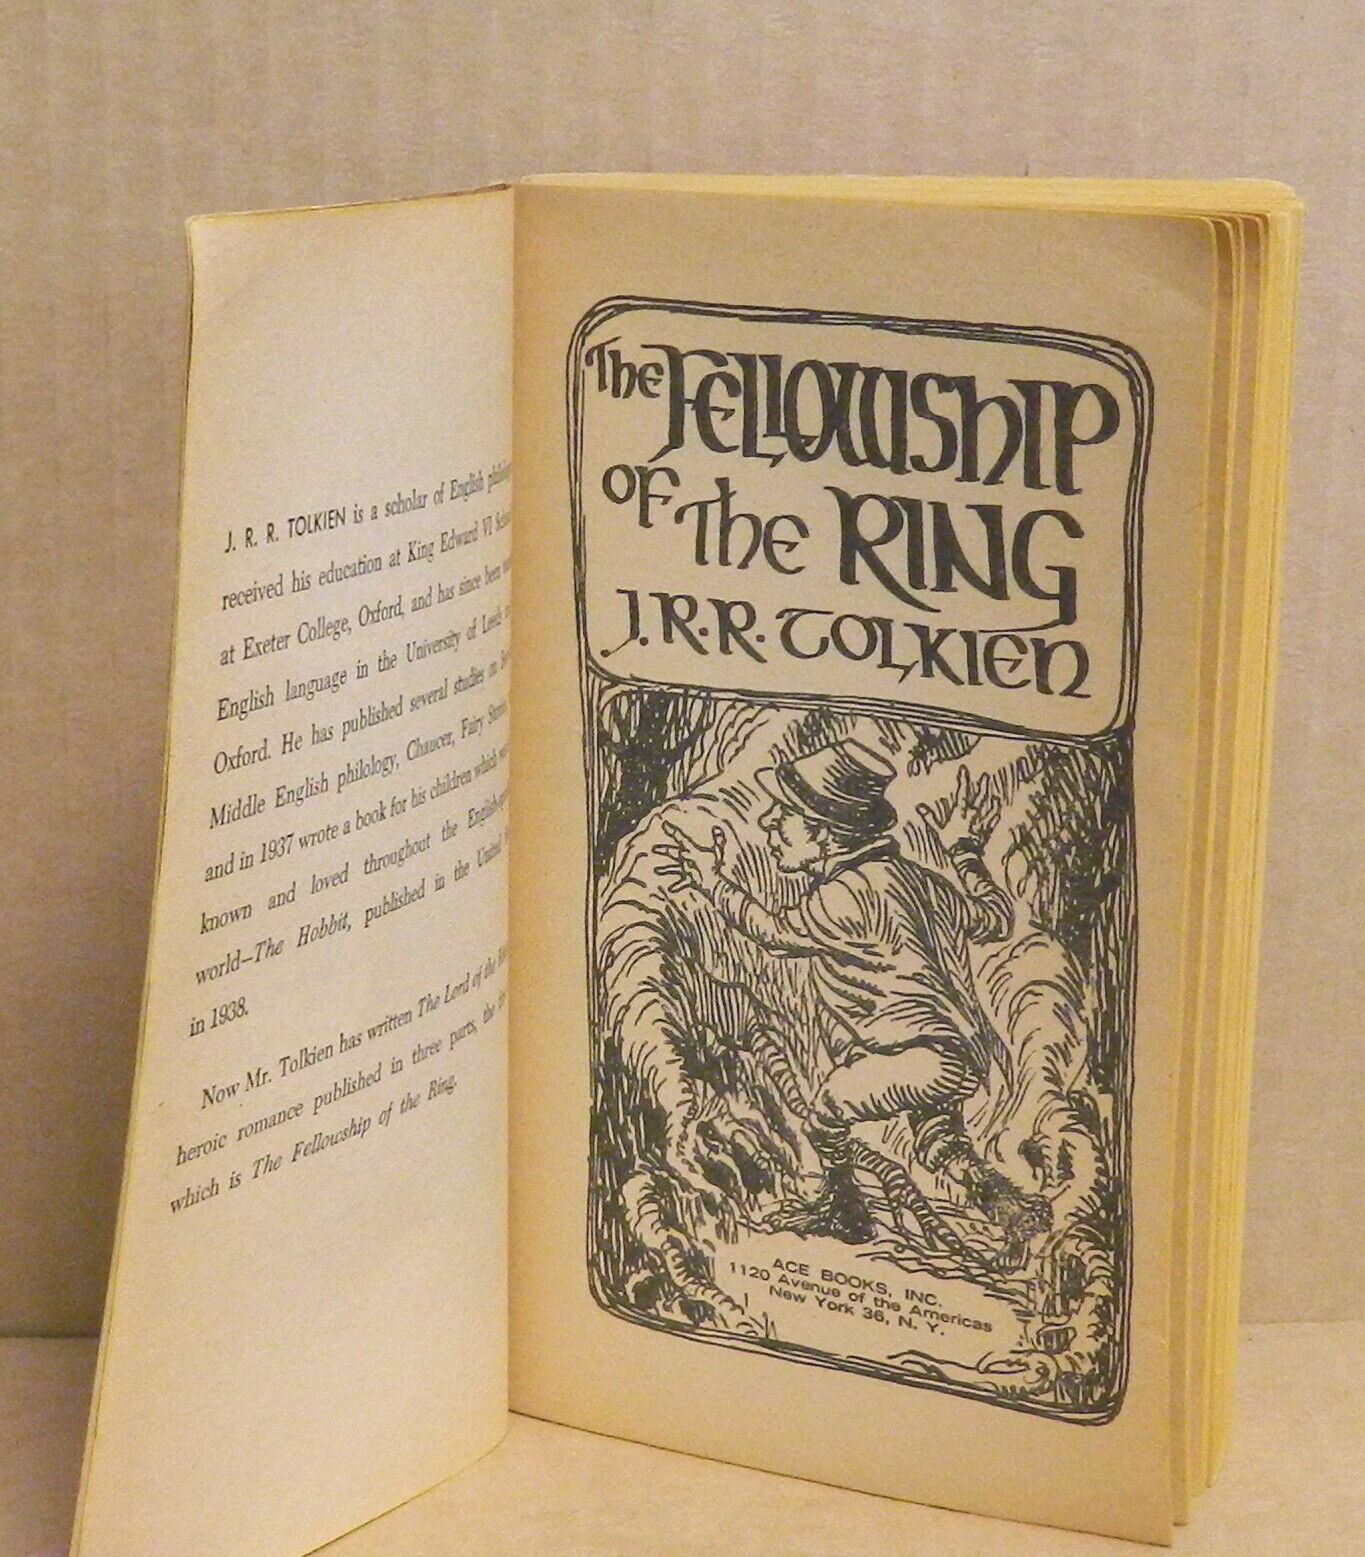 J. R. R. TOLKIEN is a scholar of English
received his education at King Edward VI
at Exeter College, Oxford, and has since been
English language in the University of Leeds
Oxford. He has published several studies on
Middle English philology, Chaucer, Fairy
and in 1937 wrote a book for his children which
known and loved throughout the
world—The Hobbit, published in the United
in 1938.
Now Mr. Tolkien has written The Lord of the
heroic romance published in three parts, the
which is The Fellowship of the Ring.
The Fellowship
of The Ring
J.R.R. Tolkien
ACE BOOKS, INC.
1120 Avenue of the Americas
New York 36, N. Y.